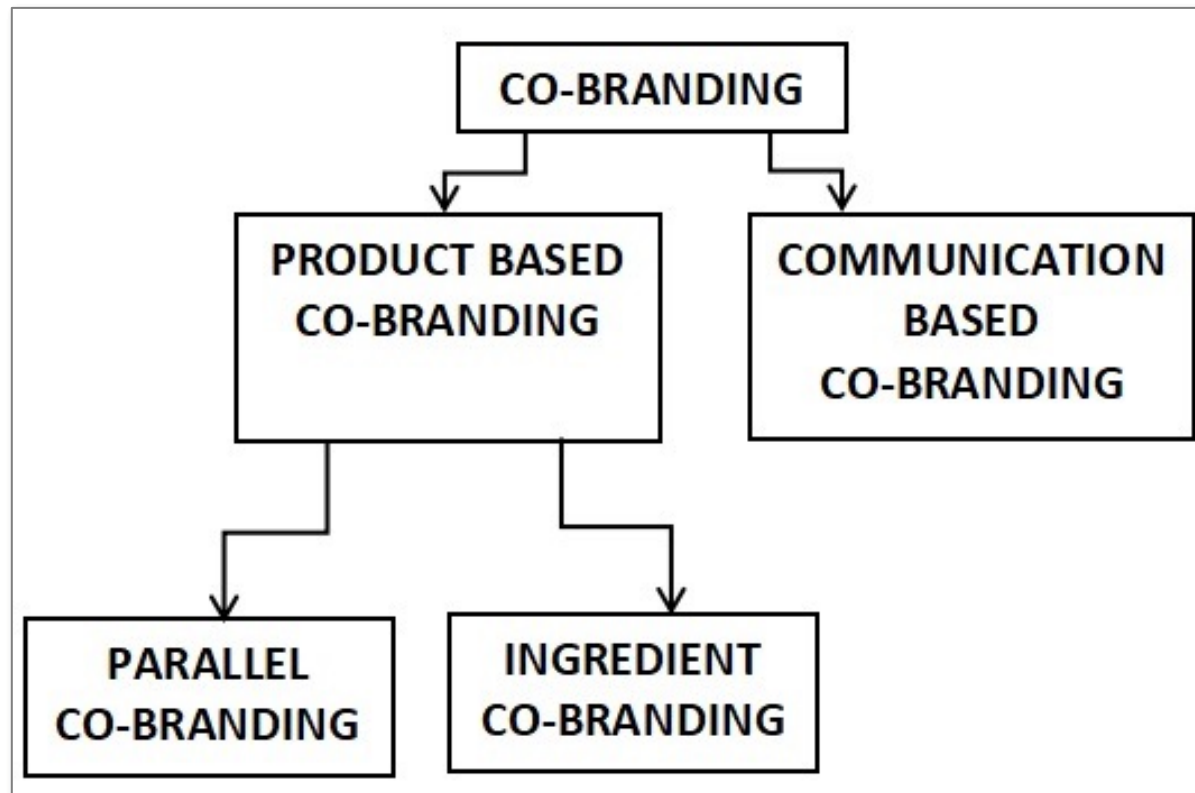 CO-BRANDING
PRODUCT BASED
CO-BRANDING
COMMUNICATION
BASED
CO-BRANDING
PARALLEL
CO-BRANDING
INGREDIENT
CO-BRANDING